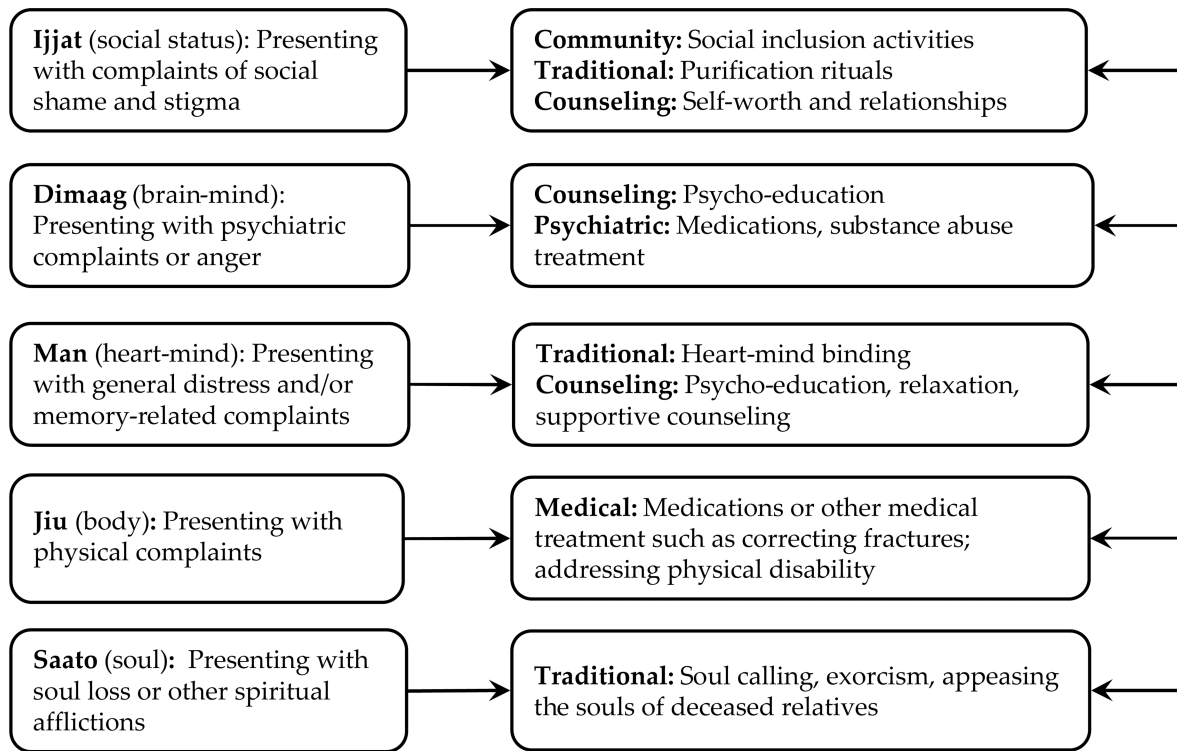 Ijjat (social status): Presenting
with complaints of social
shame and stigma
Community: Social inclusion activities
Traditional: Purification rituals
Counseling: Self-worth and relationships
Dimaag (brain-mind):
Presenting with psychiatric
complaints or anger
Counseling: Psycho-education
Psychiatric: Medications, substance abuse
treatment
Man (heart-mind): Presenting
with general distress and/or
memory-related complaints
Traditional: Heart-mind binding
Counseling: Psycho-education, relaxation,
supportive counseling
Jiu (body): Presenting with
physical complaints
Medical: Medications or other medical
treatment such as correcting fractures;
addressing physical disability
Saato (soul): Presenting with
soul loss or other spiritual
afflictions
Traditional: Soul calling, exorcism, appeasing
the souls of deceased relatives